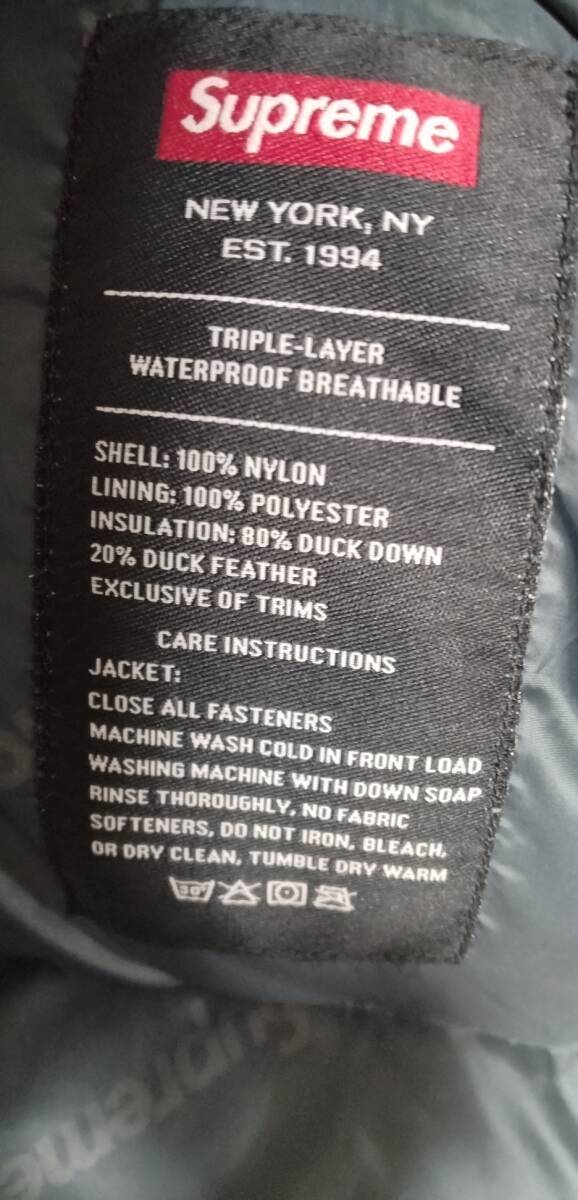 Supreme
NEW YORK, NY
EST. 1994
TRIPLE-LAYER
WATERPROOF BREATHABLE
SHELL: 100% NYLON
LINING: 100% POLYESTER
INSULATION: 80% DUCK DOWN
20% DUCK FEATHER
EXCLUSIVE OF TRIMS
CARE INSTRUCTIONS
JACKET:
CLOSE ALL FASTENERS
MACHINE WASH COLD IN FRONT LOAD
WASHING MACHINE WITH DOWN SOAP
RINSE THOROUGHLY, NO FABRIC
SOFTENERS, DO NOT IRON, BLEACH,
OR DRY CLEAN, TUMBLE DRY WARM
30°
Supreme